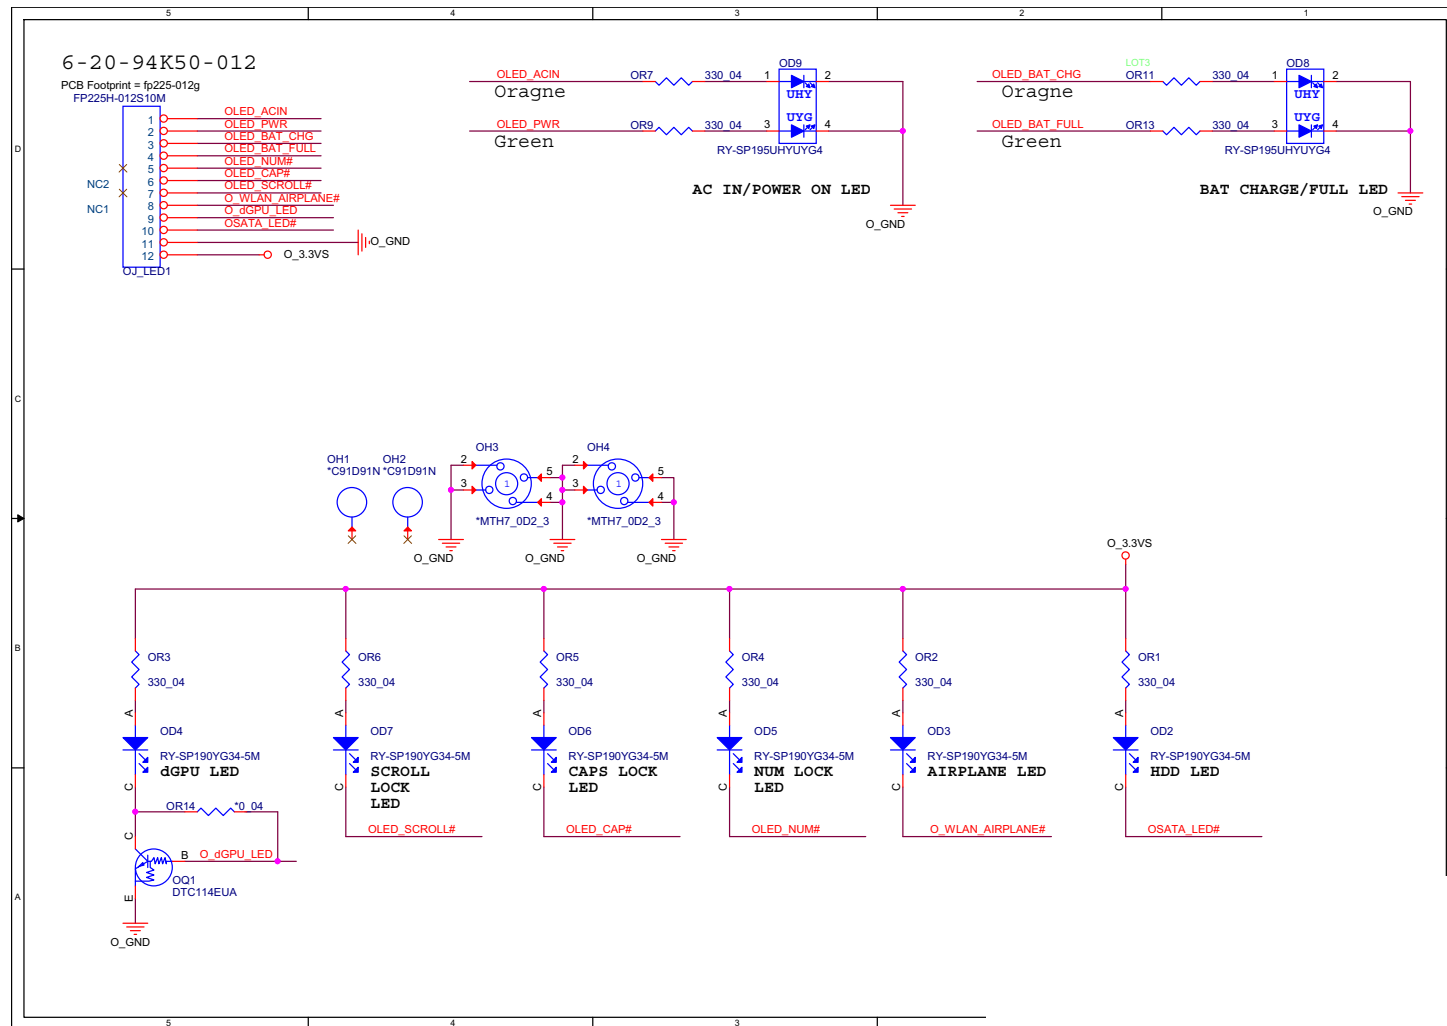 5 4 3 2 1
6-20-94K50-012
PCB Footprint = fp225-012g
FP225H-012S10M
1 OLED_ACIN
2 OLED_PWR
3 OLED_BAT_CHG
4 OLED_BAT_FULL
5 OLED_NUM#
6 OLED_CAP#
7 OLED_SCROLL#
8 O_WLAN_AIRPLANE#
9 O_dGPU_LED
10 OSATA_LED#
11 O_GND
12 O_3.3VS
NC2
NC1
OJ_LED1
OLED_ACIN OR7 330_04 1 OD9 2
Oragne
UHY
UYG
OLED_PWR OR9 330_04 3 4
Green
RY-SP195UHYUYG4
AC IN/POWER ON LED
O_GND
LOT3
OLED_BAT_CHG OR11 330_04 1 OD8 2
Oragne
UHY
UYG
OLED_BAT_FULL OR13 330_04 3 4
Green
RY-SP195UHYUYG4
BAT CHARGE/FULL LED
O_GND
D
C
OH1
*C91D91N
OH2
*C91D91N
OH3
2 5
3 1 4
*MTH7_0D2_3
OH4
2 5
3 1 4
*MTH7_0D2_3
O_GND O_GND O_GND
O_3.3VS
B
OR3
330_04
A
OD4
RY-SP190YG34-5M
dGPU LED
C
OR14 *0_04
C
B O_dGPU_LED
OQ1
DTC114EUA
E
O_GND
OR6
330_04
A
OD7
RY-SP190YG34-5M
SCROLL
LOCK
LED
C
OLED_SCROLL#
OR5
330_04
A
OD6
RY-SP190YG34-5M
CAPS LOCK
LED
C
OLED_CAP#
OR4
330_04
A
OD5
RY-SP190YG34-5M
NUM LOCK
LED
C
OLED_NUM#
OR2
330_04
A
OD3
RY-SP190YG34-5M
AIRPLANE LED
C
O_WLAN_AIRPLANE#
OR1
330_04
A
OD2
RY-SP190YG34-5M
HDD LED
C
OSATA_LED#
A
5 4 3